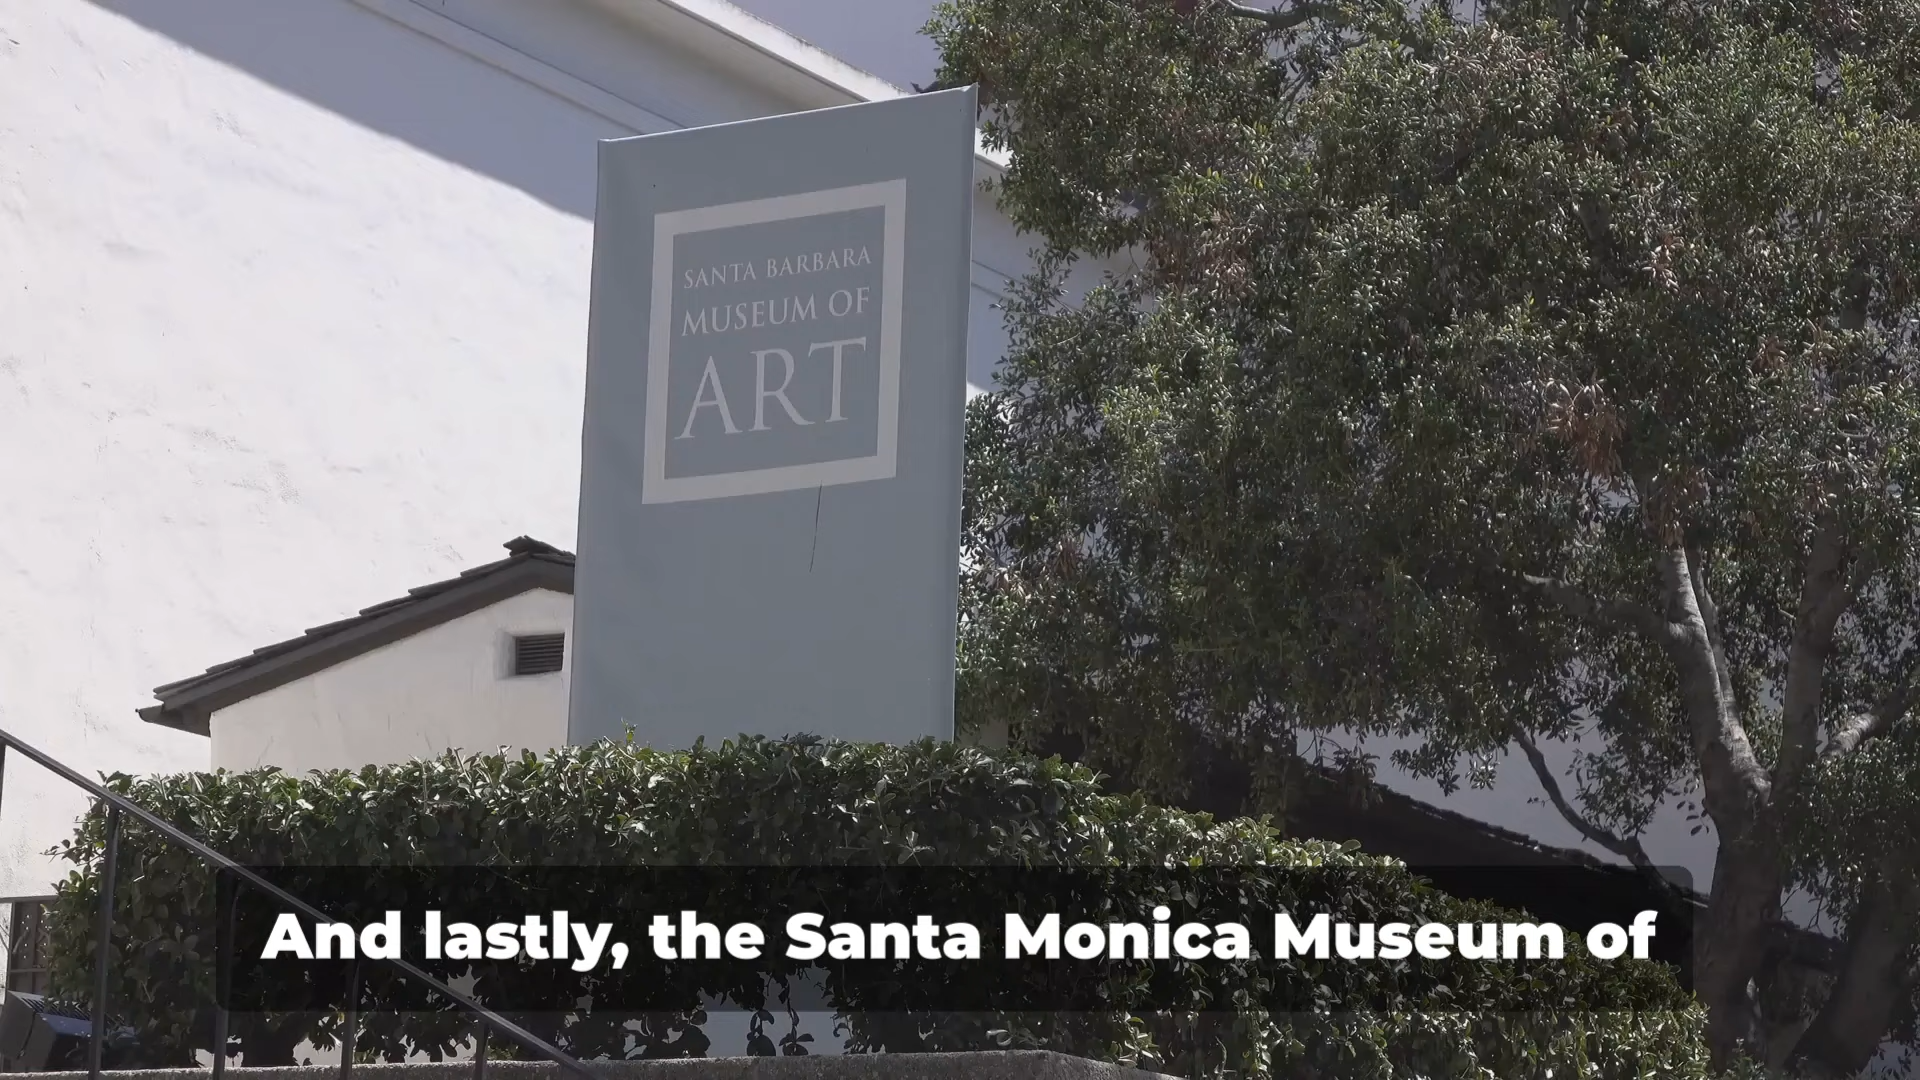 SANTA BARBARA
MUSEUM OF
ART
And lastly, the Santa Monica Museum of